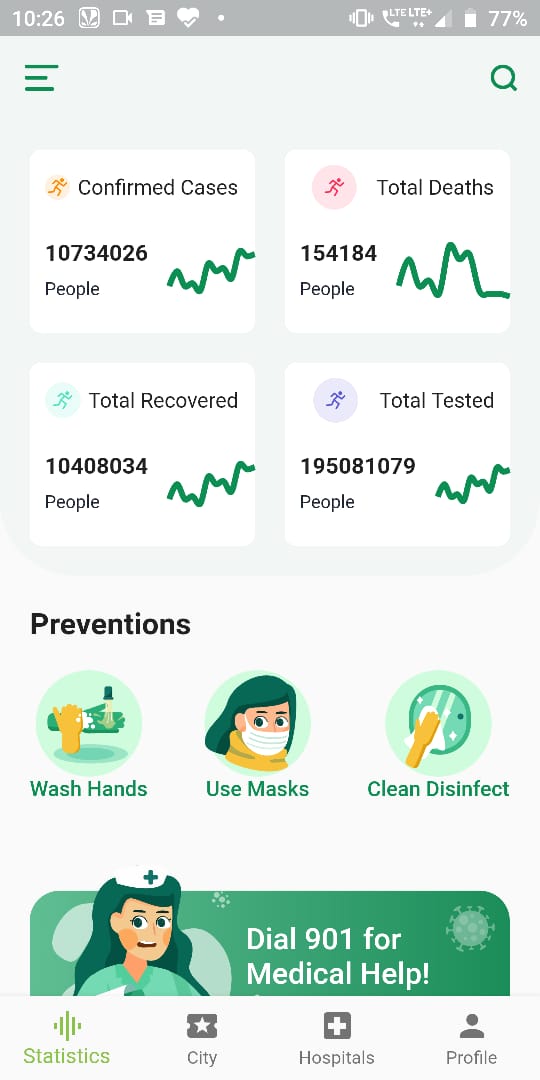 10:26
LTE LTE+ 77%
Confirmed Cases
10734026
People
Total Deaths
154184
People
Total Recovered
10408034
People
Total Tested
195081079
People
Preventions
Wash Hands
Use Masks
Clean Disinfect
Dial 901 for
Medical Help!
Statistics
City
Hospitals
Profile